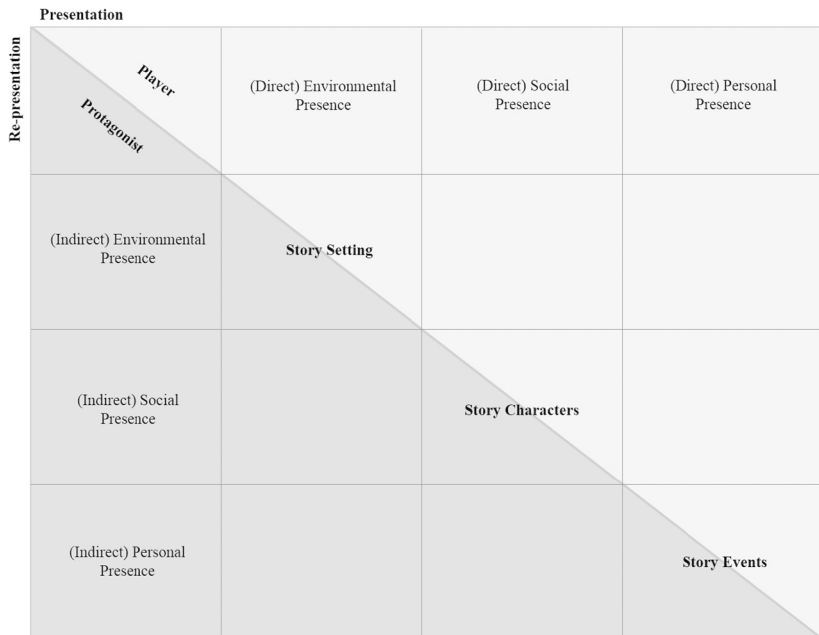 Presentation
Re-presentation
Player
Protagonist
(Direct) Environmental
Presence
(Direct) Social
Presence
(Direct) Personal
Presence
(Indirect) Environmental
Presence
Story Setting
(Indirect) Social
Presence
Story Characters
(Indirect) Personal
Presence
Story Events